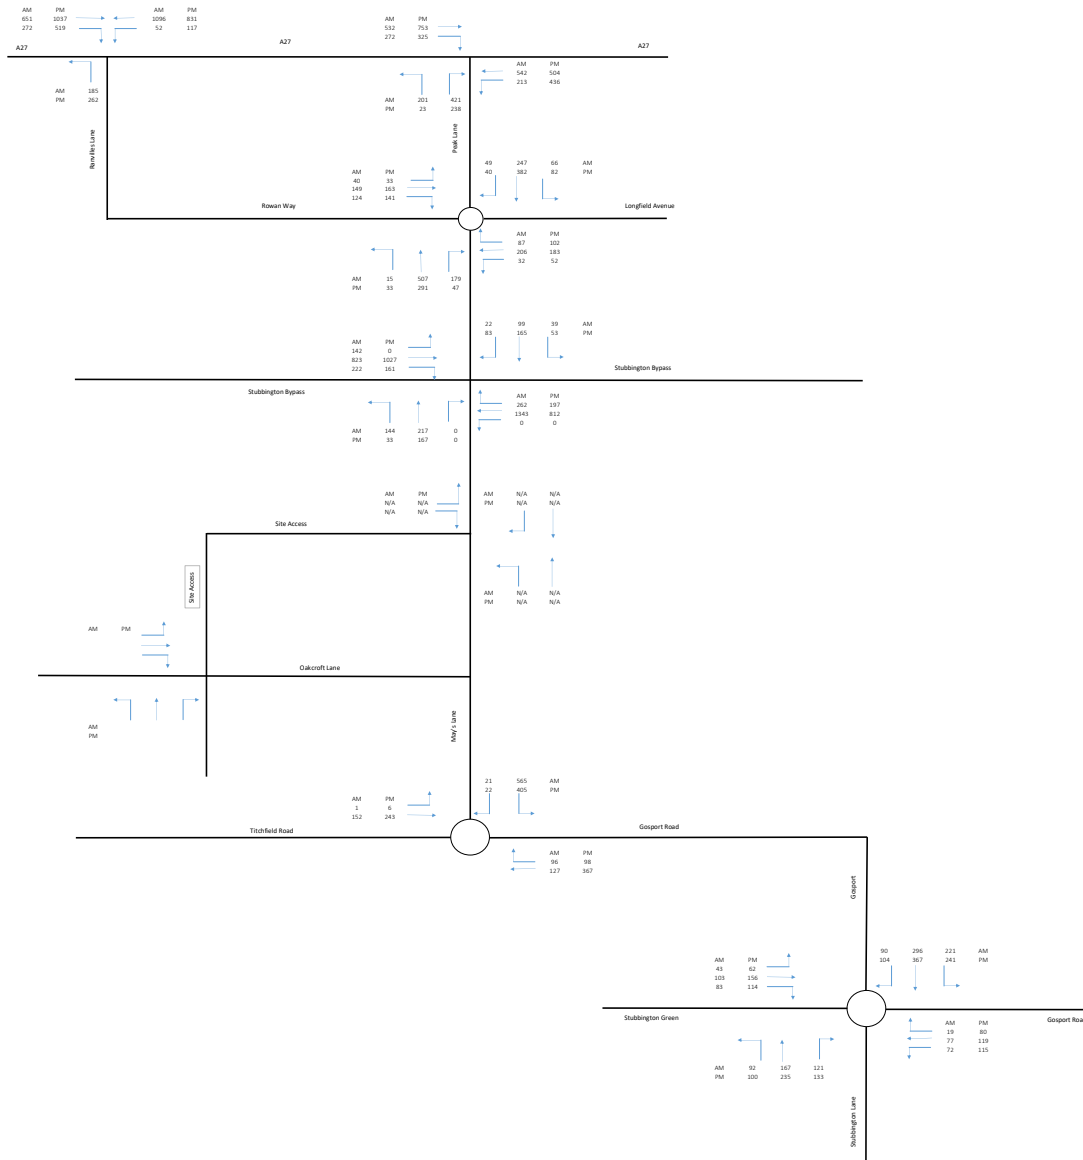 AM PM AM PM
651 1037 1096 831
272 519 52 117
AM PM
532 753
272 325
A27 A27 A27
AM PM
542 504
213 436
AM 185
PM 262
AM 201 421
PM 23 238
Ranvilles Lane
Peak Lane
49 247 66 AM
40 382 82 PM
AM PM
40 33
149 163
124 141
Rowan Way
Longfield Avenue
AM PM
87 102
206 183
32 52
AM 15 507 179
PM 33 291 47
22 99 39 AM
83 165 53 PM
AM PM
142 0
823 1027
222 161
Stubbington Bypass
Stubbington Bypass
AM PM
262 197
1343 812
0 0
AM 144 217 0
PM 33 167 0
AM PM
N/A N/A
N/A N/A
AM N/A N/A
PM N/A N/A
Site Access
Site Access
AM N/A N/A
PM N/A N/A
AM PM
Oakcroft Lane
AM
PM
May's Lane
21 565 AM
22 405 PM
AM PM
1 6
152 243
Titchfield Road
Gosport Road
AM PM
96 98
127 367
Gosport
90 296 221 AM
104 367 241 PM
AM PM
43 62
103 156
83 114
Stubbington Green
Gosport Roa
AM PM
19 80
77 119
72 115
AM 92 167 121
PM 100 235 133
Stubbington Lane